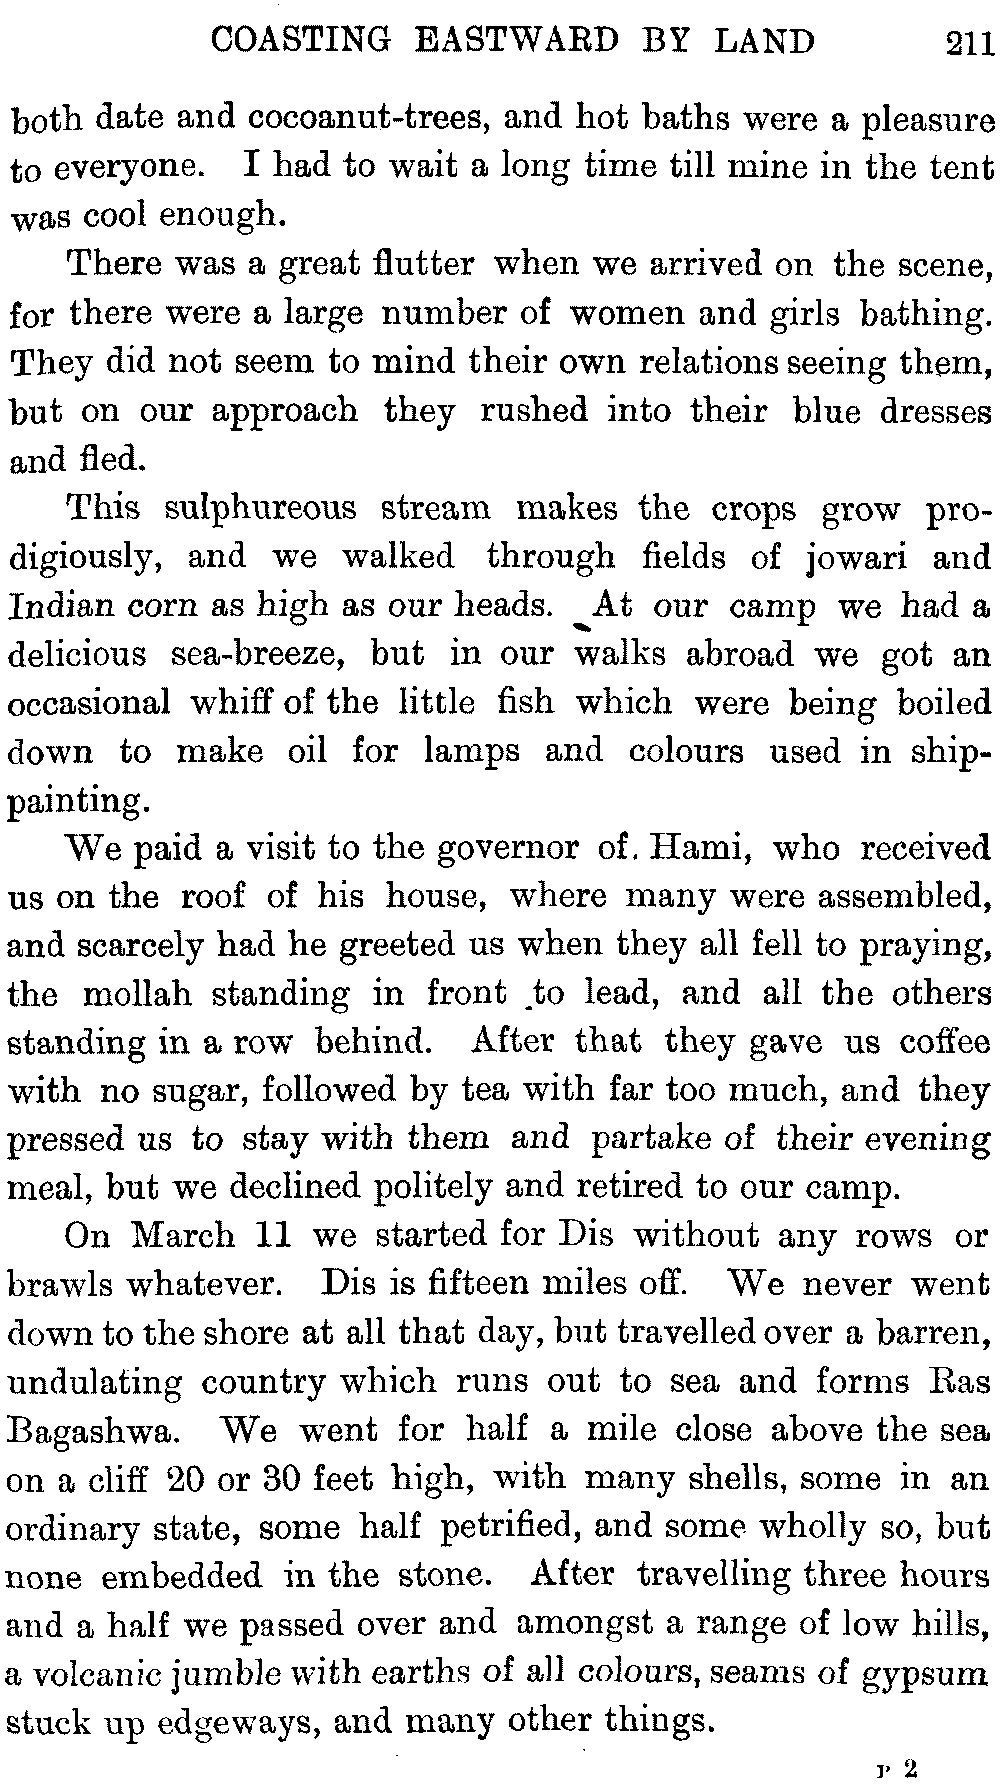 COASTING EASTWARD BY LAND 211
both date and cocoanut-trees, and hot baths were a pleasure
to everyone. I had to wait a long time till mine in the tent
was cool enough.
There was a great flutter when we arrived on the scene,
for there were a large number of women and girls bathing.
They did not seem to mind their own relations seeing them,
but on our approach they rushed into their blue dresses
and fled.
This sulphureous stream makes the crops grow pro-
digiously, and we walked through fields of jowari and
Indian corn as high as our heads. At our camp we had a
delicious sea-breeze, but in our walks abroad we got an
occasional whiff of the little fish which were being boiled
down to make oil for lamps and colours used in ship-
painting.
We paid a visit to the governor of. Hami, who received
us on the roof of his house, where many were assembled,
and scarcely had he greeted us when they all fell to praying,
the mollah standing in front to lead, and all the others
standing in a row behind. After that they gave us coffee
with no sugar, followed by tea with far too much, and they
pressed us to stay with them and partake of their evening
meal, but we declined politely and retired to our camp.
On March 11 we started for Dis without any rows or
brawls whatever. Dis is fifteen miles off. We never went
down to the shore at all that day, but travelled over a barren,
undulating country which runs out to sea and forms Ras
Bagashwa. We went for half a mile close above the sea
on a cliff 20 or 30 feet high, with many shells, some in an
ordinary state, some half petrified, and some wholly so, but
none embedded in the stone. After travelling three hours
and a half we passed over and amongst a range of low hills,
a volcanic jumble with earths of all colours, seams of gypsum
stuck up edgeways, and many other things.
P 2